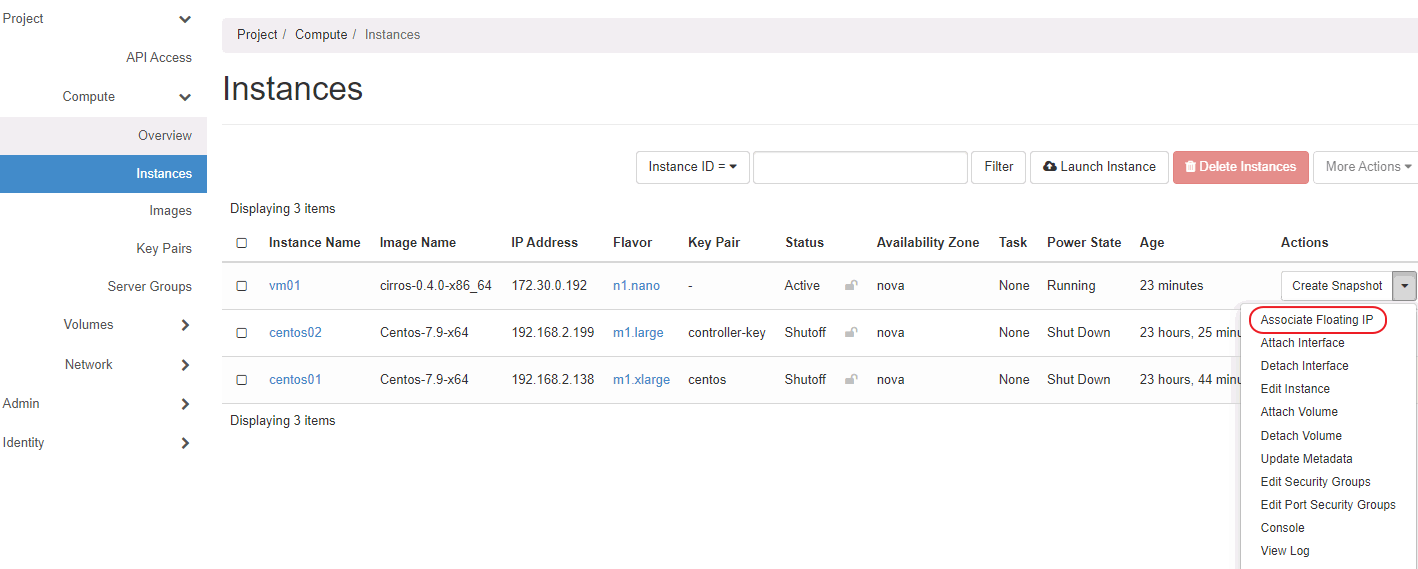 Project
API Access
Compute
Overview
Instances
Images
Key Pairs
Server Groups
Volumes
Network
Admin
Identity
Project / Compute / Instances
Instances
Instance ID = Filter Launch Instance Delete Instances More Actions
Displaying 3 items
Instance Name Image Name IP Address Flavor Key Pair Status Availability Zone Task Power State Age Actions
vm01 cirros-0.4.0-x86_64 172.30.0.192 n1.nano - Active nova None Running 23 minutes Create Snapshot
centos02 Centos-7.9-x64 192.168.2.199 m1.large controller-key Shutoff nova None Shut Down 23 hours, 25 minu
centos01 Centos-7.9-x64 192.168.2.138 m1.xlarge centos Shutoff nova None Shut Down 23 hours, 44 minu
Displaying 3 items
Associate Floating IP
Attach Interface
Detach Interface
Edit Instance
Attach Volume
Detach Volume
Update Metadata
Edit Security Groups
Edit Port Security Groups
Console
View Log